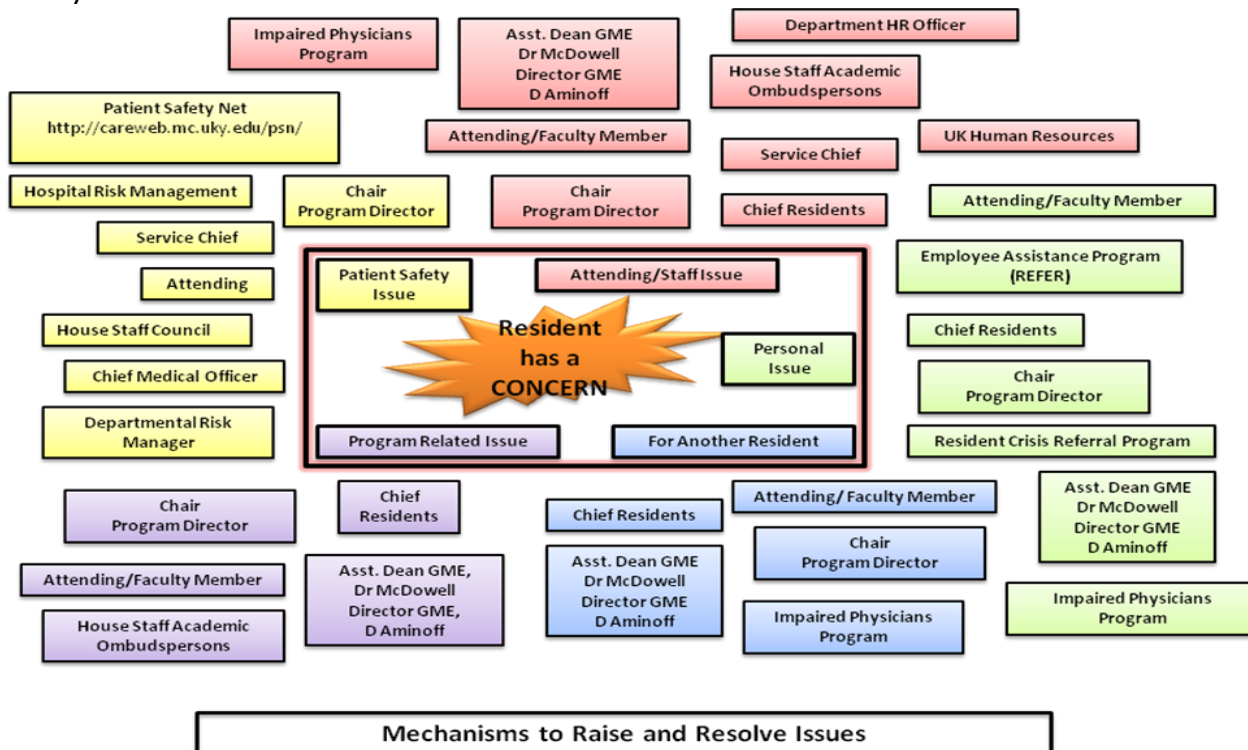 Impaired Physicians
Program
Asst. Dean GME
Dr McDowell
Director GME
D Aminoff
Department HR Officer
House Staff Academic
Ombudspersons
Patient Safety Net
http://careweb.mc.uky.edu/psn/
Attending/Faculty Member
Service Chief
UK Human Resources
Hospital Risk Management
Chair
Program Director
Chair
Program Director
Chief Residents
Attending/Faculty Member
Service Chief
Attending
House Staff Council
Chief Medical Officer
Departmental Risk
Manager
Patient Safety
Issue
Attending/Staff Issue
Resident
has a
CONCERN
Personal
Issue
Program Related Issue
For Another Resident
Employee Assistance Program
(REFER)
Chief Residents
Chair
Program Director
Resident Crisis Referral Program
Asst. Dean GME
Dr McDowell
Director GME
D Aminoff
Impaired Physicians
Program
Chair
Program Director
Chief
Residents
Attending/Faculty Member
House Staff Academic
Ombudspersons
Asst. Dean GME,
Dr McDowell
Director GME,
D Aminoff
Chief Residents
Asst. Dean GME
Dr McDowell
Director GME
D Aminoff
Attending/ Faculty Member
Chair
Program Director
Impaired Physicians
Program
Mechanisms to Raise and Resolve Issues